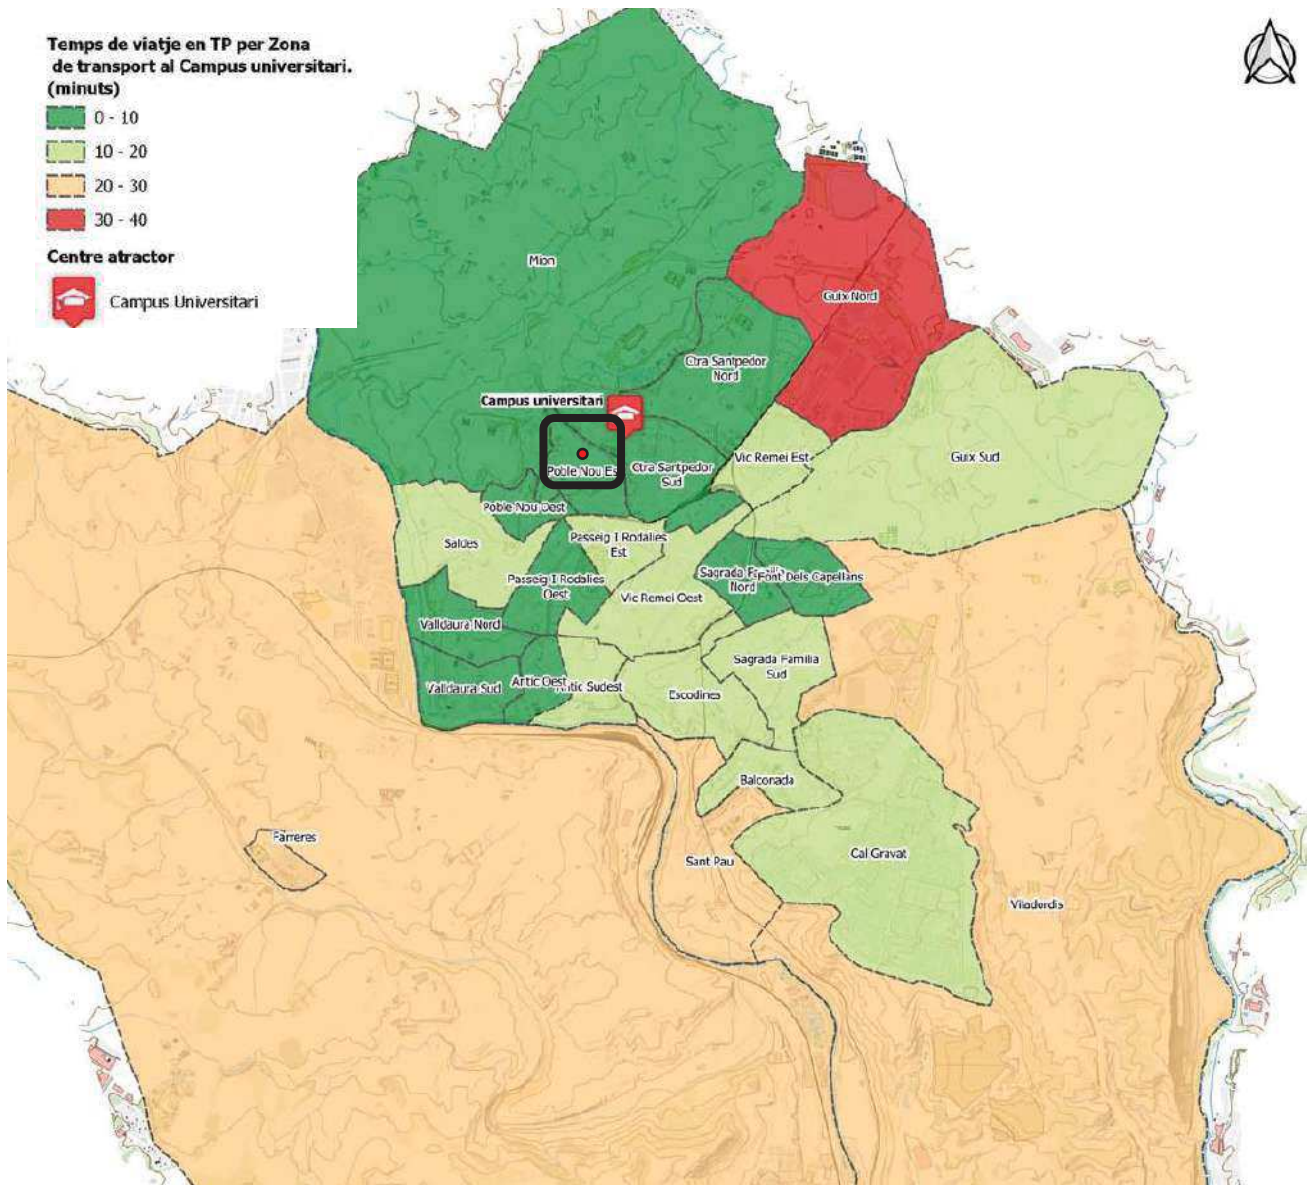 Temps de viatje en TP per Zona
de transport al Campus universitari.
(minuts)
0 - 10
10 - 20
20 - 30
30 - 40
Centre atractor
Campus Universitari
Mion
Guix Nord
Ctra Santpedor
Nord
Campus universitari
Poble Nou Es
Ctra Santpedor
Sud
Vic Remei Est
Guix Sud
Poble Nou Oest
Saldes
Passeig I Rodalies
Est
Passeig I Rodalies
Oest
Sagrada Fa
Nord
Font Dels Capellans
Vic Remei Oest
Valldaura Nord
Valldaura Sud
Artic Oest
ntic Sudest
Escodines
Sagrada Familia
Sud
Balconada
Farreres
Sant Pau
Cal Gravat
Viladordis